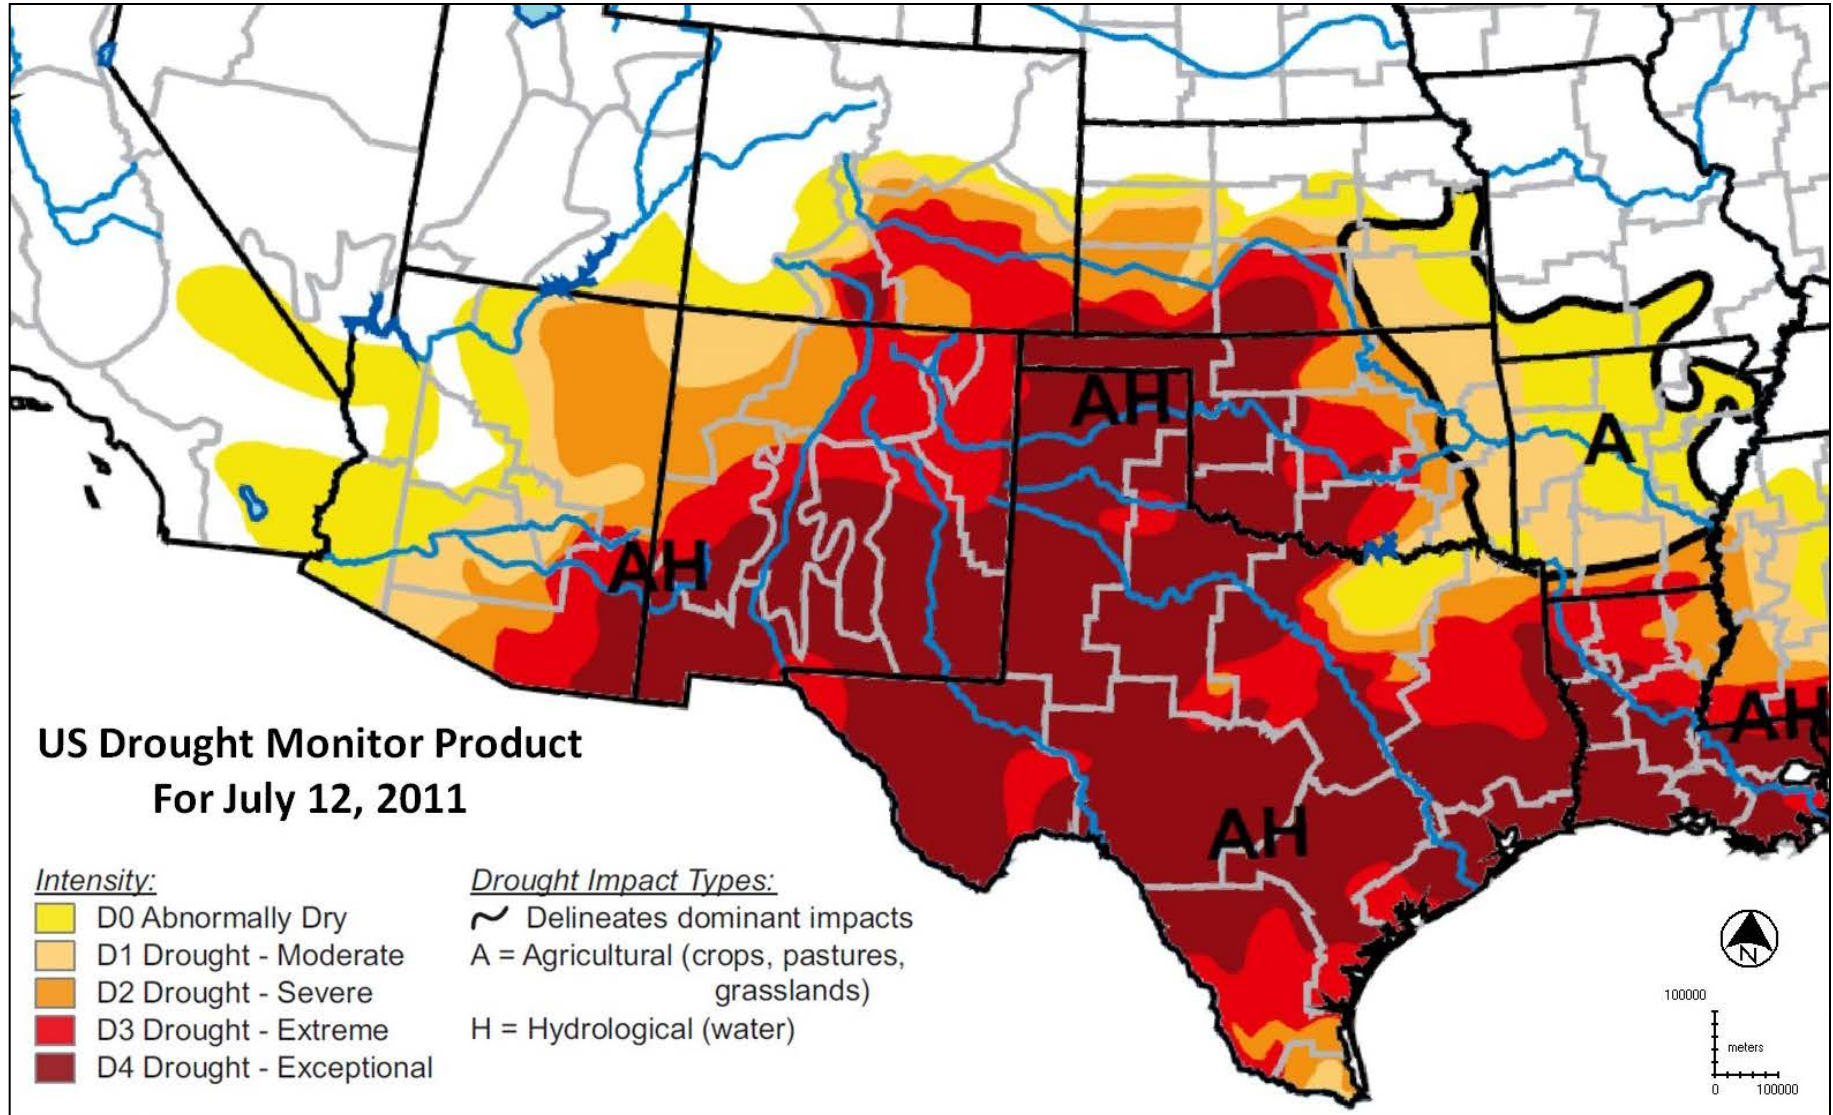 AH
A
AH
AH
AH
US Drought Monitor Product
For July 12, 2011
Intensity:
D0 Abnormally Dry
D1 Drought - Moderate
D2 Drought - Severe
D3 Drought - Extreme
D4 Drought - Exceptional
Drought Impact Types:
Delineates dominant impacts
A = Agricultural (crops, pastures,
grasslands)
H = Hydrological (water)
N
100000
meters
0 100000